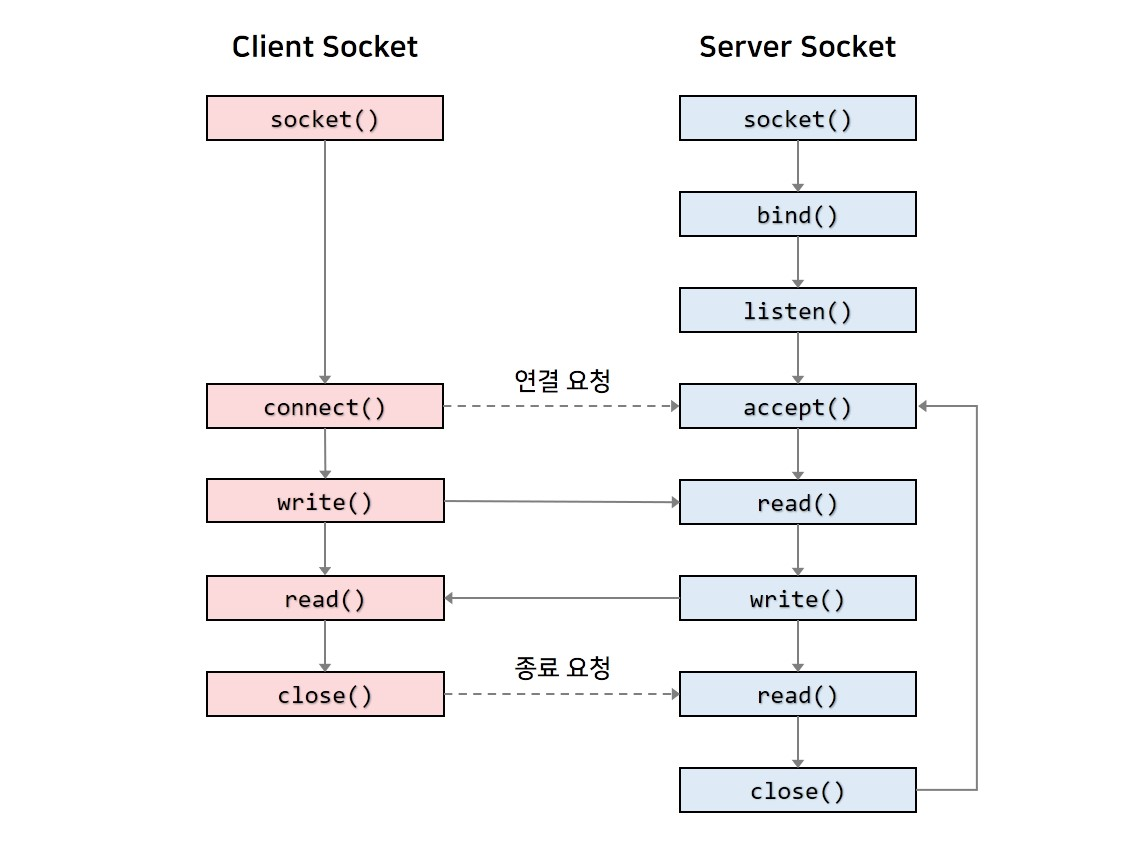 Client Socket
Server Socket
socket()
socket()
bind()
listen()
연결 요청
connect()
accept()
write()
read()
read()
write()
종료 요청
close()
read()
close()